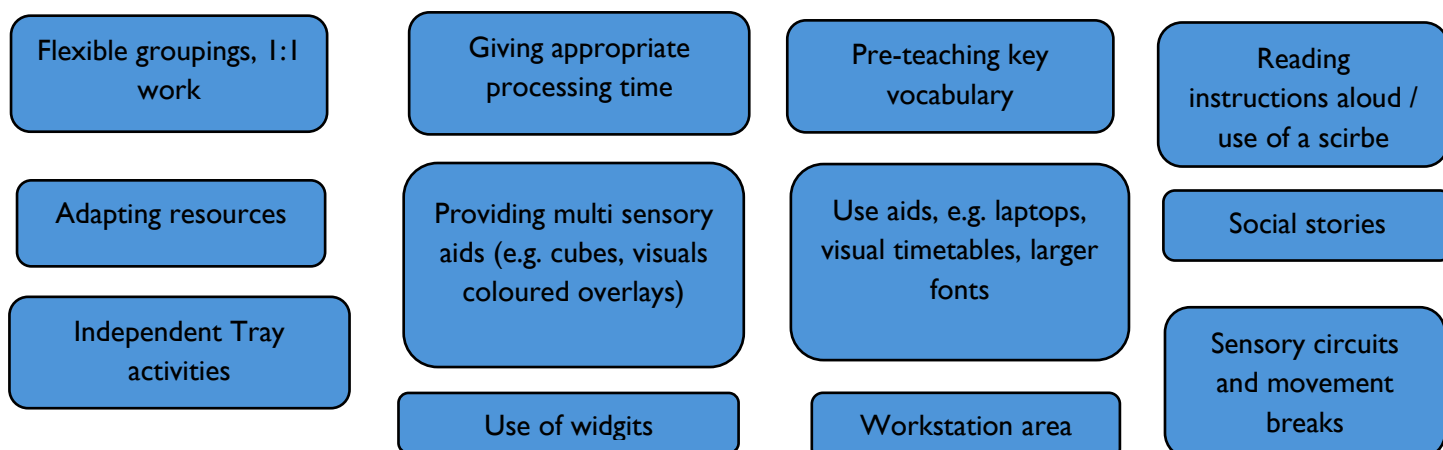 Flexible groupings, 1:1
work
Giving appropriate
processing time
Pre-teaching key
vocabulary
Reading
instructions aloud /
use of a scirbe
Adapting resources
Providing multi sensory
aids (e.g. cubes, visuals
coloured overlays)
Use aids, e.g. laptops,
visual timetables, larger
fonts
Social stories
Independent Tray
activities
Sensory circuits
and movement
breaks
Use of widgits
Workstation area